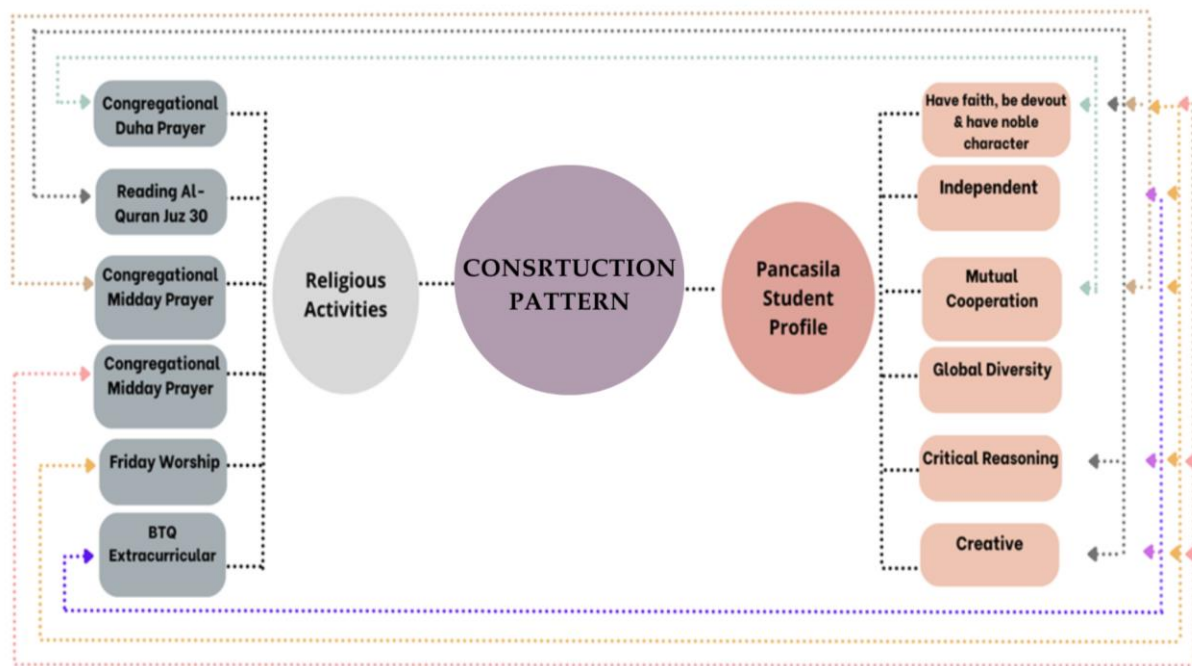 Congregational
Duha Prayer
Reading Al-
Quran Juz 30
Congregational
Midday Prayer
Congregational
Midday Prayer
Friday Worship
BTQ
Extracurricular
Religious
Activities
CONSRTUCTION
PATTERN
Pancasila
Student
Profile
Have faith, be devout
& have noble
character
Independent
Mutual
Cooperation
Global Diversity
Critical Reasoning
Creative